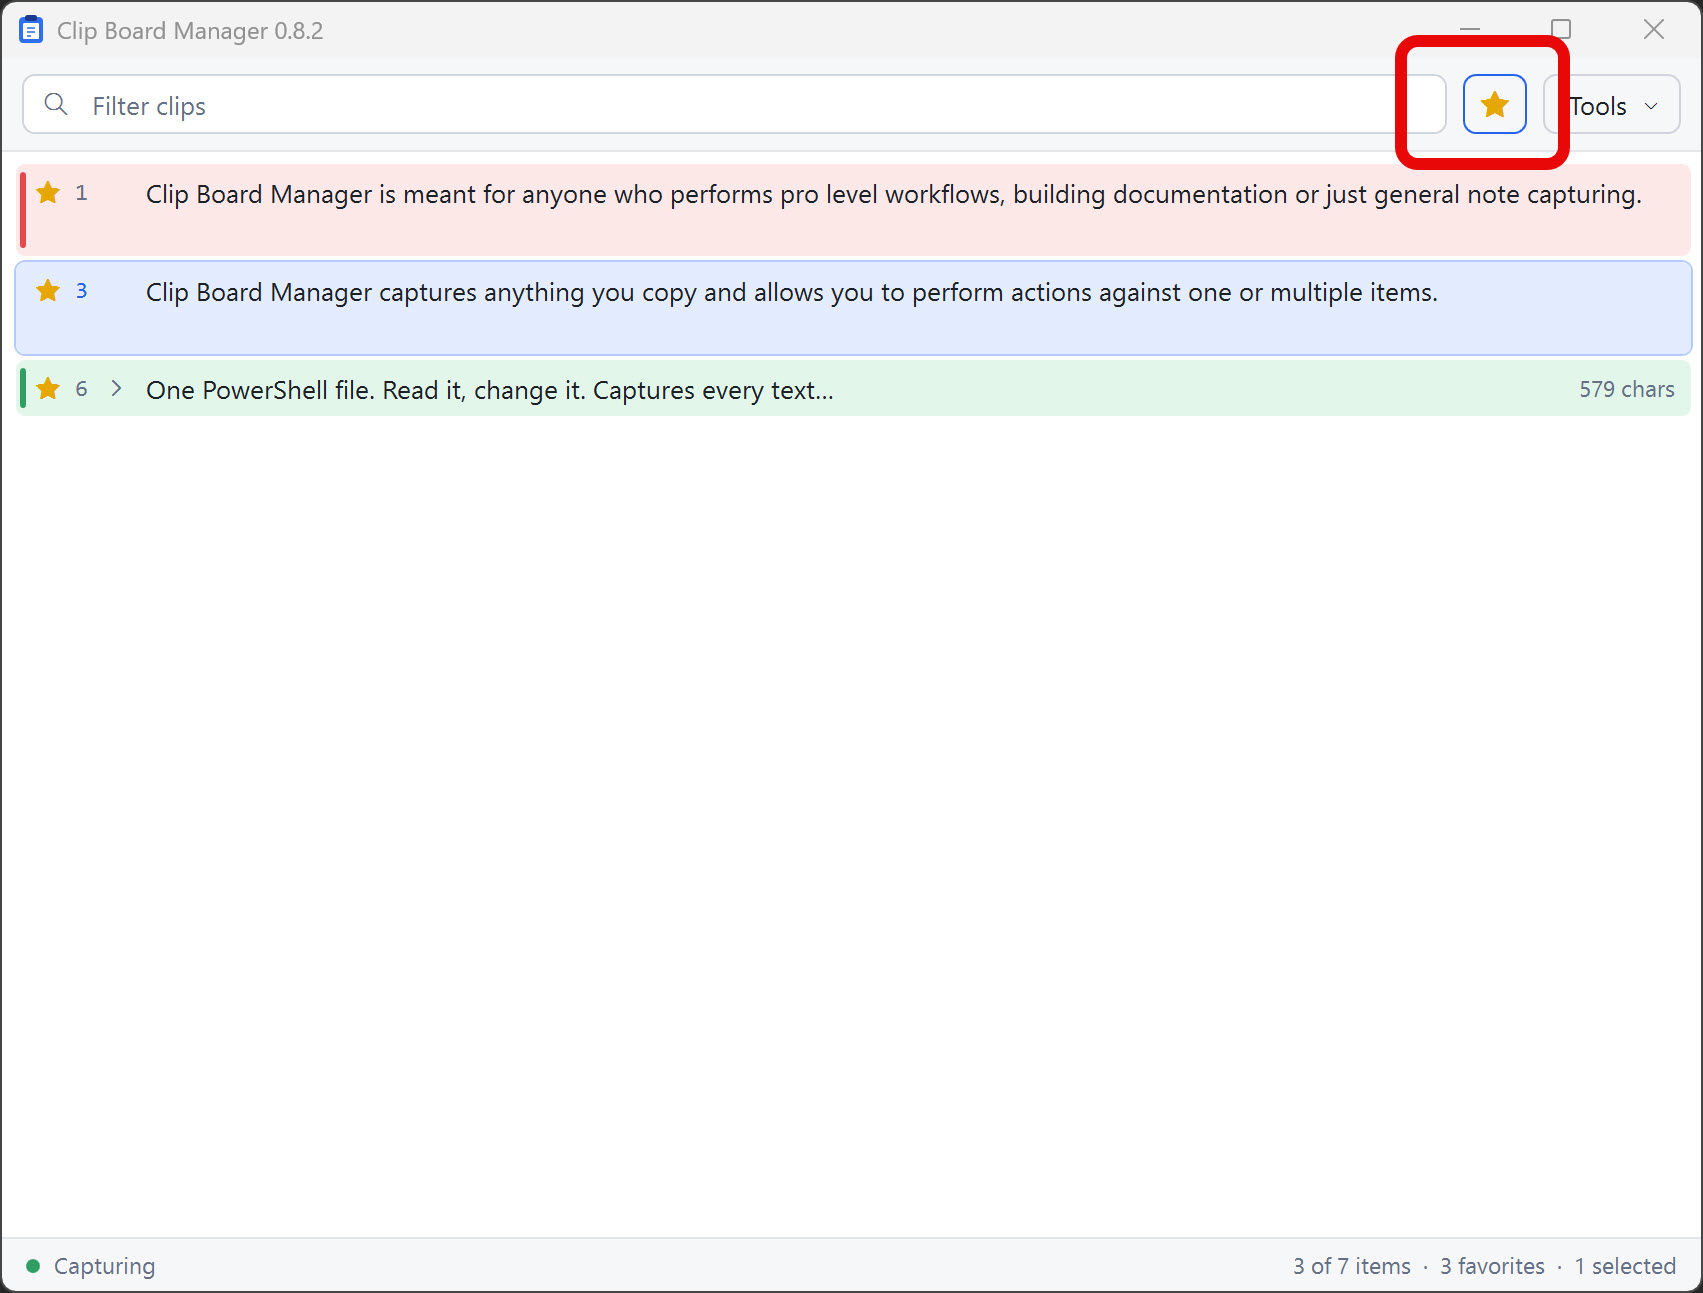 Clip Board Manager 0.8.2
Filter clips
Tools
1 Clip Board Manager is meant for anyone who performs pro level workflows, building documentation or just general note capturing.
3 Clip Board Manager captures anything you copy and allows you to perform actions against one or multiple items.
6 One PowerShell file. Read it, change it. Captures every text... 579 chars
Capturing 3 of 7 items · 3 favorites · 1 selected